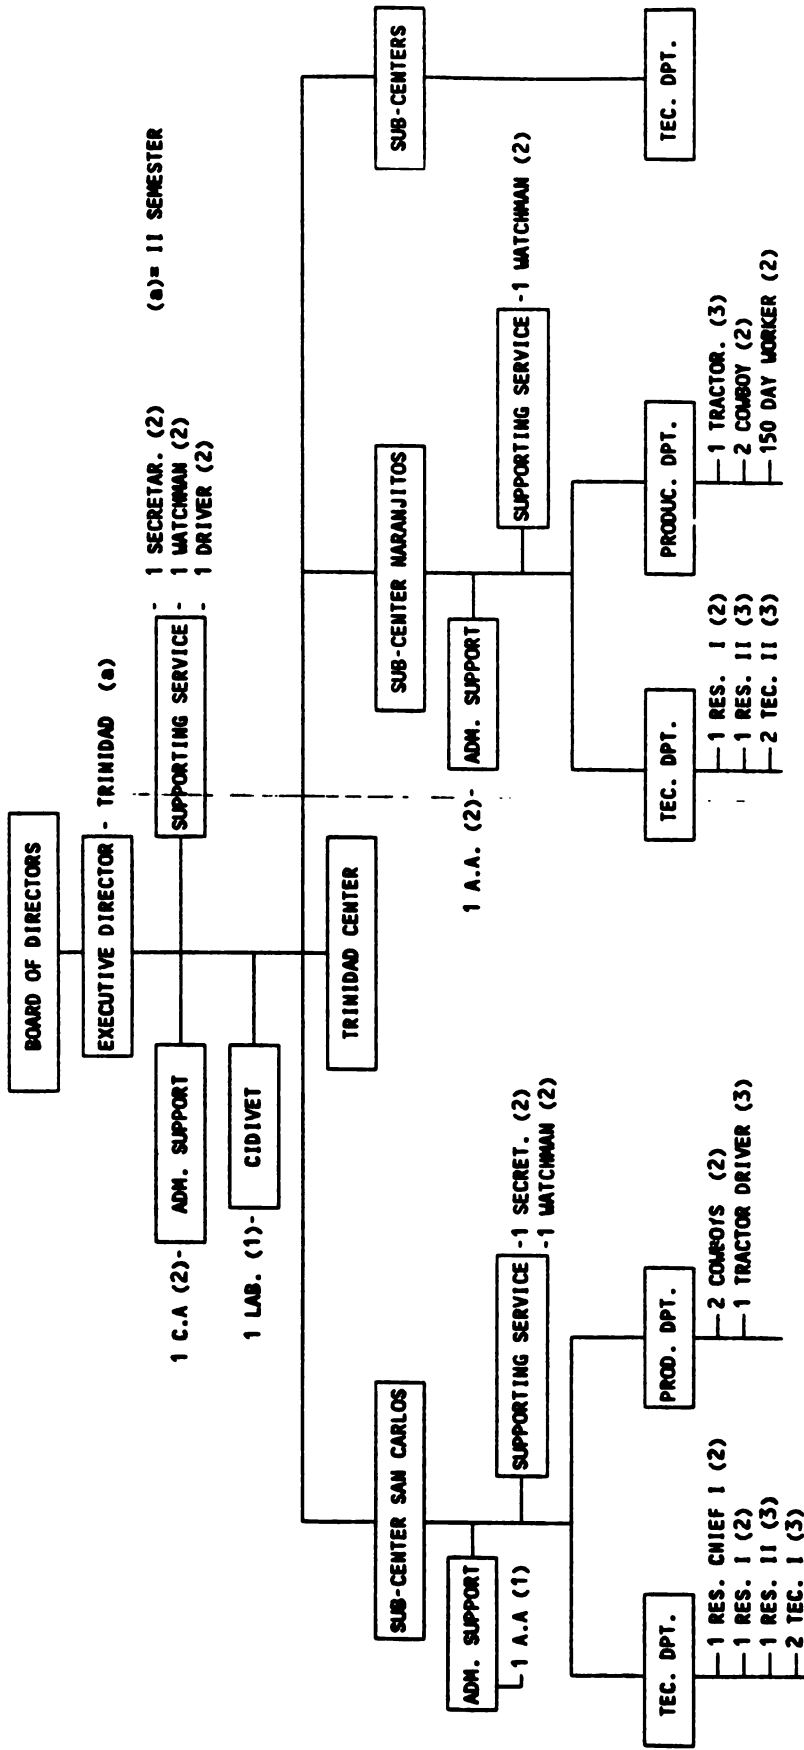 BOARD OF DIRECTORS
EXECUTIVE DIRECTOR - TRINIDAD (a)
(a)= II SEMESTER
ADM. SUPPORT
1 C.A (2)-
SUPPORTING SERVICE
- 1 SECRETAR. (2)
- 1 WATCHMAN (2)
- 1 DRIVER (2)
1 LAB. (1)-
CIDIVET
TRINIDAD CENTER
SUB-CENTER SAN CARLOS
ADM. SUPPORT
1 A.A (1)
SUPPORTING SERVICE
-1 SECRET. (2)
-1 WATCHMAN (2)
TEC. DPT.
1 RES. CHIEF I (2)
1 RES. I (2)
1 RES. II (3)
2 TEC. I (3)
PROD. DPT.
2 COWBOYS (2)
1 TRACTOR DRIVER (3)
SUB-CENTER NARANJITOS
1 A.A. (2)-
ADM. SUPPORT
SUPPORTING SERVICE
-1 WATCHMAN (2)
TEC. DPT.
1 RES. I (2)
1 RES. II (3)
2 TEC. II (3)
PRODUC. DPT.
1 TRACTOR. (3)
2 COWBOY (2)
150 DAY WORKER (2)
SUB-CENTERS
TEC. DPT.